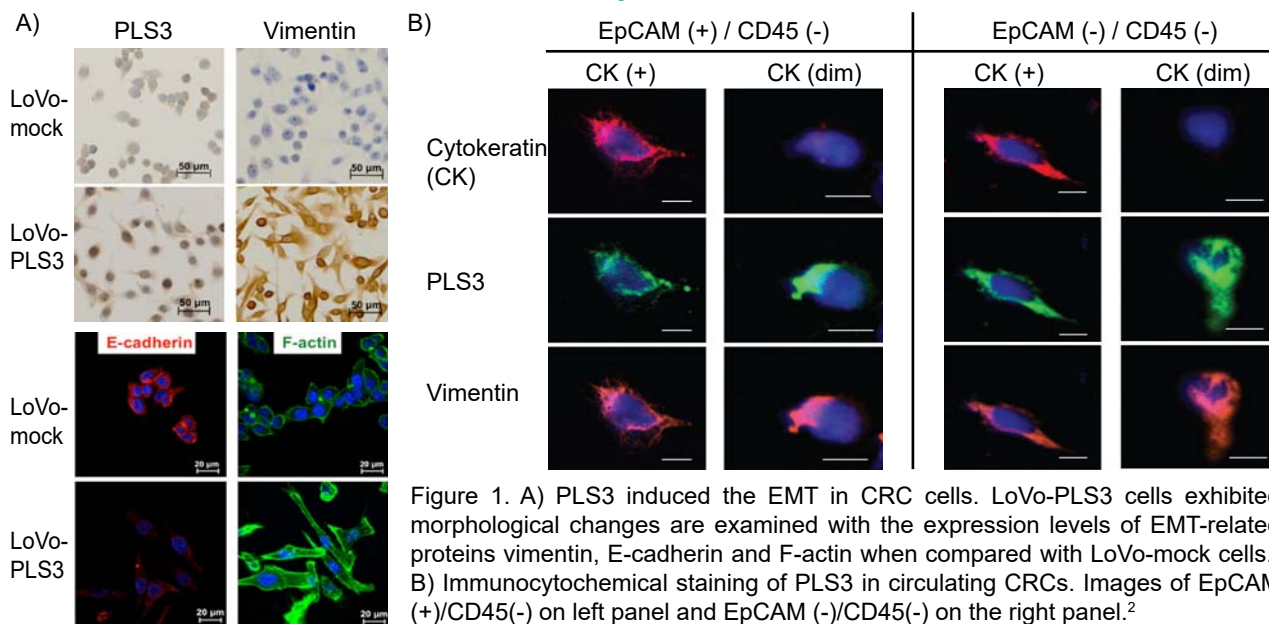 A)
PLS3 Vimentin
LoVo-
mock
50 µm 50 µm
LoVo-
PLS3
50 µm 50 µm
E-cadherin F-actin
LoVo-
mock
20 µm 20 µm
LoVo-
PLS3
20 µm 20 µm
B)
EpCAM (+) / CD45 (-) EpCAM (-) / CD45 (-)
CK (+) CK (dim) CK (+) CK (dim)
Cytokeratin
(CK)
PLS3
Vimentin
Figure 1. A) PLS3 induced the EMT in CRC cells. LoVo-PLS3 cells exhibited
morphological changes are examined with the expression levels of EMT-related
proteins vimentin, E-cadherin and F-actin when compared with LoVo-mock cells.
B) Immunocytochemical staining of PLS3 in circulating CRCs. Images of EpCAM
(+)/CD45(-) on left panel and EpCAM (-)/CD45(-) on the right panel.²